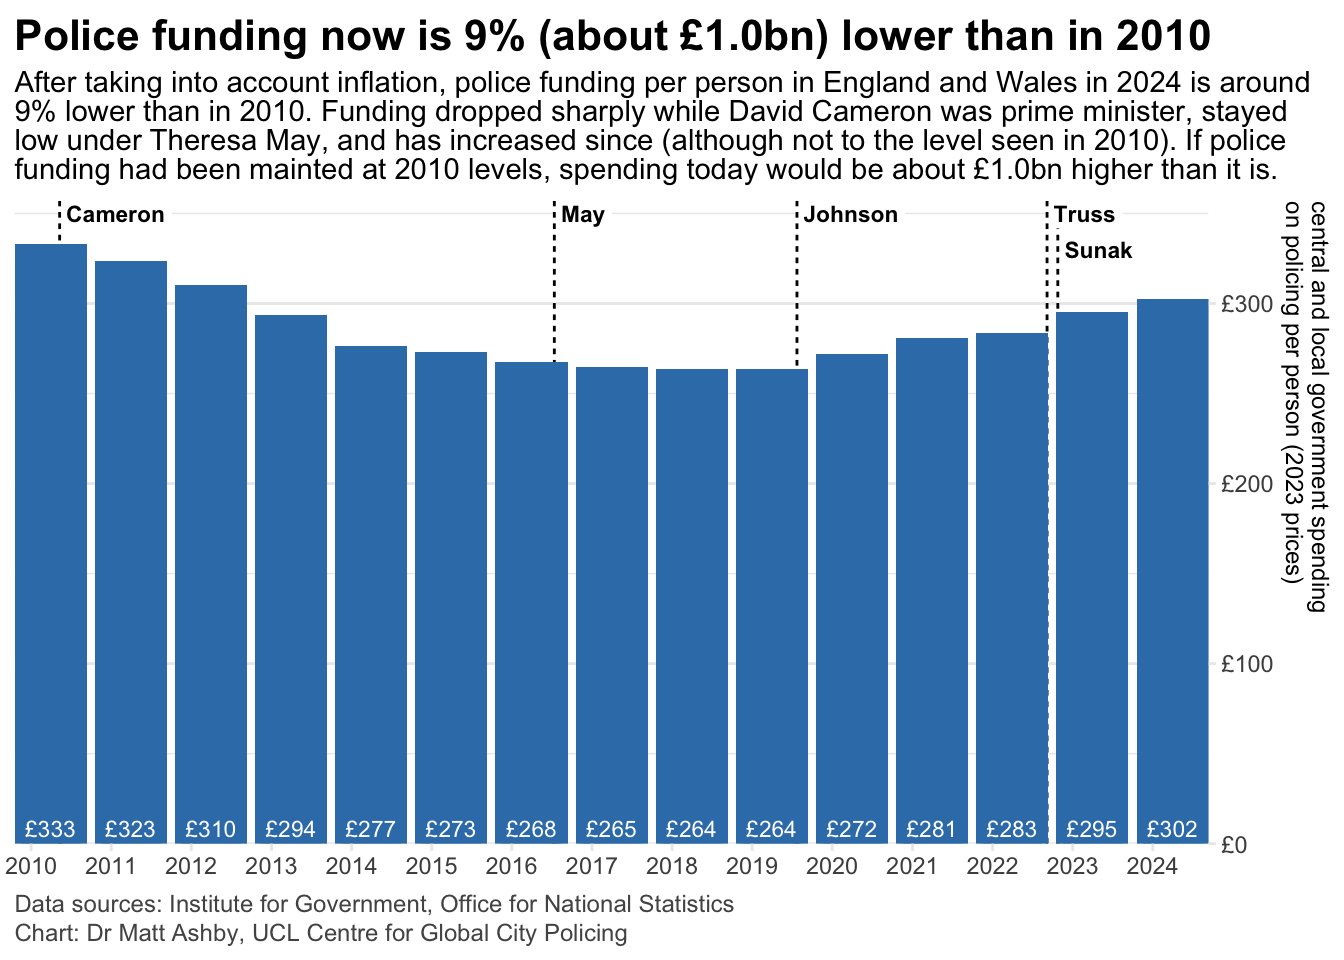 Police funding now is 9% (about £1.0bn) lower than in 2010
After taking into account inflation, police funding per person in England and Wales in 2024 is around
9% lower than in 2010. Funding dropped sharply while David Cameron was prime minister, stayed
low under Theresa May, and has increased since (although not to the level seen in 2010). If police
funding had been mainted at 2010 levels, spending today would be about £1.0bn higher than it is.
Cameron
May
Johnson
Truss
Sunak
central and local government spending
on policing per person (2023 prices)
£300
£200
£100
£0
£333 £323 £310 £294 £277 £273 £268 £265 £264 £264 £272 £281 £283 £295 £302
2010 2011 2012 2013 2014 2015 2016 2017 2018 2019 2020 2021 2022 2023 2024
Data sources: Institute for Government, Office for National Statistics
Chart: Dr Matt Ashby, UCL Centre for Global City Policing